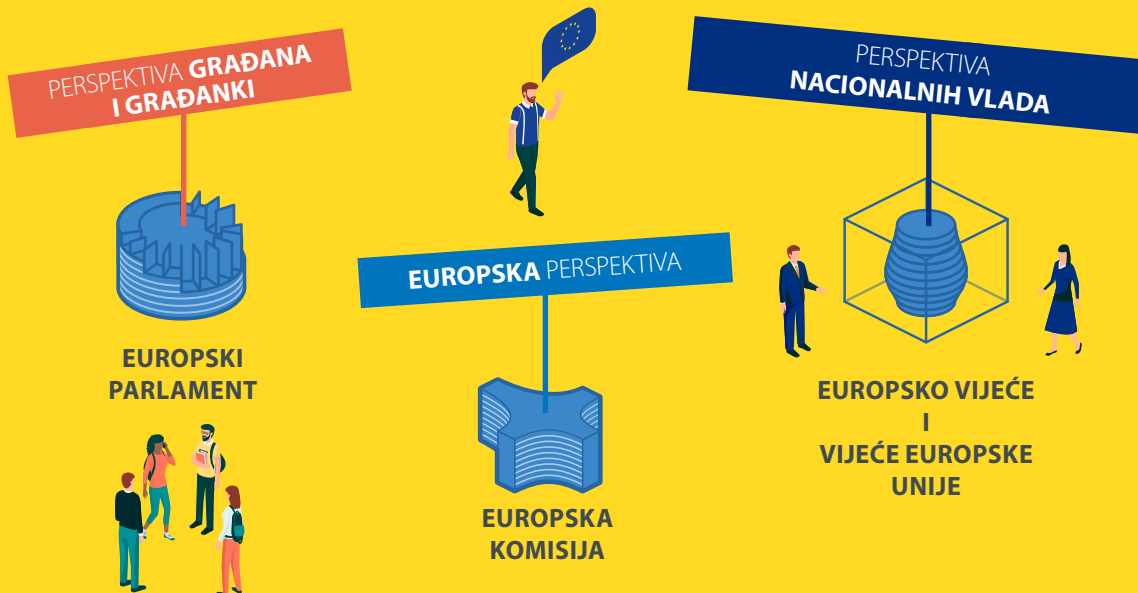 PERSPEKTIVA GRAĐANA
I GRAĐANKI
EUROPSKI
PARLAMENT
EUROPSKA PERSPEKTIVA
EUROPSKA
KOMISIJA
PERSPEKTIVA
NACIONALNIH VLADA
EUROPSKO VIJEĆE
I
VIJEĆE EUROPSKE
UNIJE